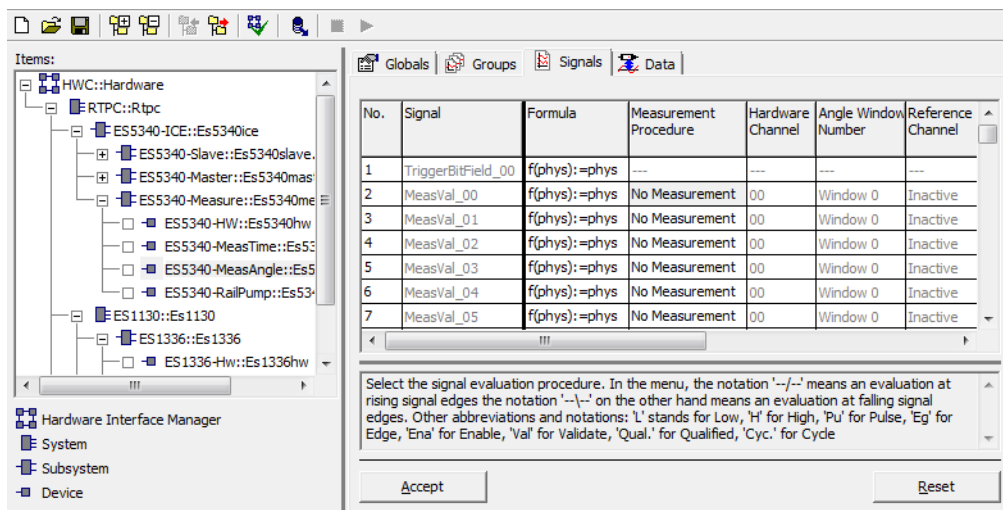 Items:
HWC::Hardware
RTPC::Rtpc
ES5340-ICE::Es5340ice
ES5340-Slave::Es5340slave.
ES5340-Master::Es5340mas
ES5340-Measure::Es5340me
ES5340-HW::Es5340hw
ES5340-MeasTime::Es53
ES5340-MeasAngle::Es5
ES5340-RailPump::Es534
ES1130::Es1130
ES1336::Es1336
ES1336-Hw::Es1336hw
Hardware Interface Manager
System
Subsystem
Device
Globals Groups Signals Data
No. Signal Formula Measurement Procedure Hardware Channel Angle Window Number Reference Channel
1 TriggerBitField_00 f(phys):=phys --- --- --- ---
2 MeasVal_00 f(phys):=phys No Measurement 00 Window 0 Inactive
3 MeasVal_01 f(phys):=phys No Measurement 00 Window 0 Inactive
4 MeasVal_02 f(phys):=phys No Measurement 00 Window 0 Inactive
5 MeasVal_03 f(phys):=phys No Measurement 00 Window 0 Inactive
6 MeasVal_04 f(phys):=phys No Measurement 00 Window 0 Inactive
7 MeasVal_05 f(phys):=phys No Measurement 00 Window 0 Inactive
Select the signal evaluation procedure. In the menu, the notation '--/--' means an evaluation at
rising signal edges the notation '--\--' on the other hand means an evaluation at falling signal
edges. Other abbreviations and notations: 'L' stands for Low, 'H' for High, 'Pu' for Pulse, 'Eg' for
Edge, 'Ena' for Enable, 'Val' for Validate, 'Qual.' for Qualified, 'Cyc.' for Cycle
Accept
Reset